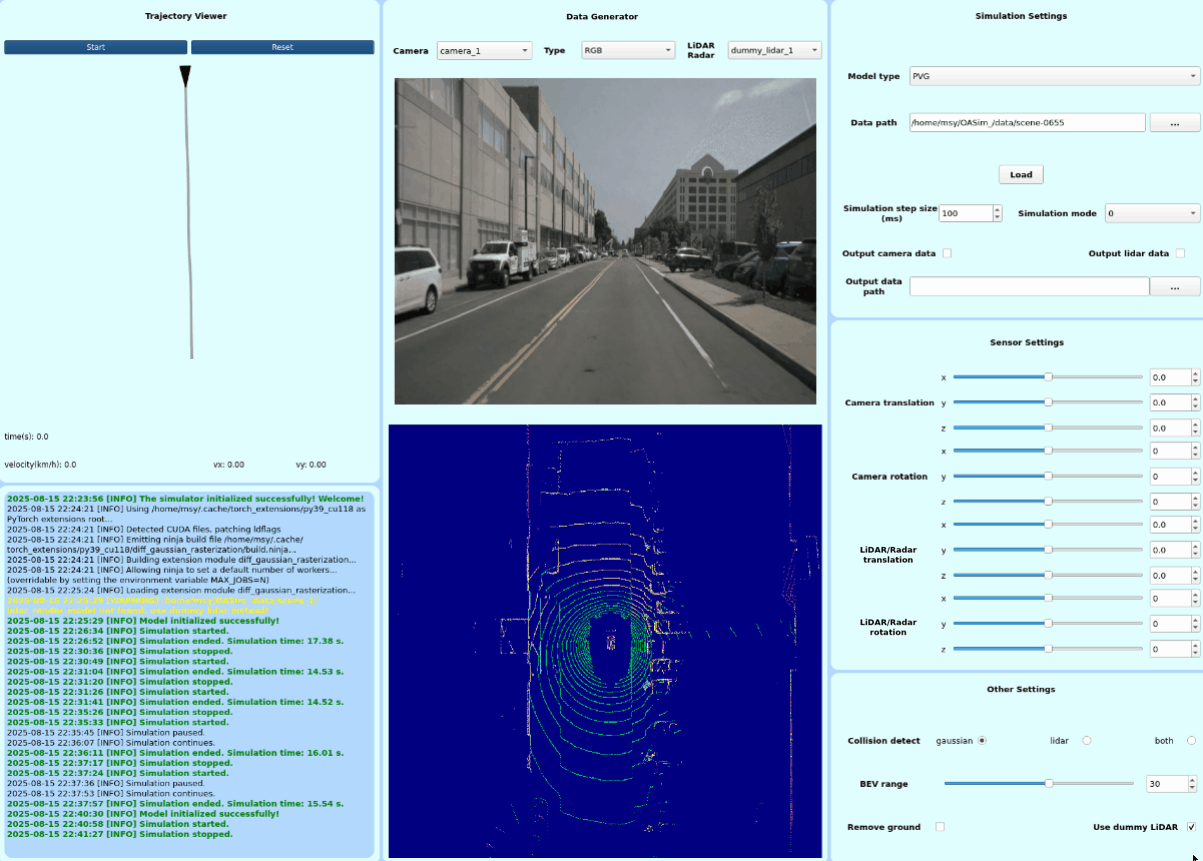 Trajectory Viewer
Start
Reset
time(s): 0.0
velocity(km/h): 0.0
vx: 0.00
vy: 0.00
2025-08-15 22:23:56 [INFO] The simulator initialized successfully! Welcome!
2025-08-15 22:24:21 [INFO] Using /home/msy/.cache/torch_extensions/py39_cu118 as
PyTorch extensions root...
2025-08-15 22:24:21 [INFO] Detected CUDA files, patching ldflags
2025-08-15 22:24:21 [INFO] Emitting ninja build file /home/msy/.cache/
torch_extensions/py39_cu118/diff_gaussian_rasterization/build.ninja...
2025-08-15 22:24:21 [INFO] Building extension module diff_gaussian_rasterization...
2025-08-15 22:24:21 [INFO] Allowing ninja to set a default number of workers...
(overridable by setting the environment variable MAX_JOBS=N)
2025-08-15 22:25:24 [INFO] Loading extension module diff_gaussian_rasterization...
2025-08-15 22:25:29 [INFO] Model initialized successfully!
2025-08-15 22:26:34 [INFO] Simulation started.
2025-08-15 22:26:52 [INFO] Simulation ended. Simulation time: 17.38 s.
2025-08-15 22:30:36 [INFO] Simulation stopped.
2025-08-15 22:30:49 [INFO] Simulation started.
2025-08-15 22:31:04 [INFO] Simulation ended. Simulation time: 14.53 s.
2025-08-15 22:31:20 [INFO] Simulation stopped.
2025-08-15 22:31:26 [INFO] Simulation started.
2025-08-15 22:31:41 [INFO] Simulation ended. Simulation time: 14.52 s.
2025-08-15 22:35:26 [INFO] Simulation stopped.
2025-08-15 22:35:33 [INFO] Simulation started.
2025-08-15 22:35:45 [INFO] Simulation paused.
2025-08-15 22:36:07 [INFO] Simulation continues.
2025-08-15 22:36:11 [INFO] Simulation ended. Simulation time: 16.01 s.
2025-08-15 22:37:17 [INFO] Simulation stopped.
2025-08-15 22:37:24 [INFO] Simulation started.
2025-08-15 22:37:36 [INFO] Simulation paused.
2025-08-15 22:37:53 [INFO] Simulation continues.
2025-08-15 22:37:57 [INFO] Simulation ended. Simulation time: 15.54 s.
2025-08-15 22:40:30 [INFO] Model initialized successfully!
2025-08-15 22:40:58 [INFO] Simulation started.
2025-08-15 22:41:27 [INFO] Simulation stopped.
Data Generator
Camera
camera_1
Type
RGB
LiDAR
Radar
dummy_lidar_1
Simulation Settings
Model type
PVG
Data path
/home/msy/OASim_/data/scene-0655
...
Load
Simulation step size
(ms)
100
Simulation mode
0
Output camera data
Output lidar data
Output data
path
...
Sensor Settings
Camera translation
x
0.0
y
0.0
z
0.0
Camera rotation
x
0
y
0
z
0
LiDAR/Radar
translation
x
0.0
y
0.0
z
0.0
LiDAR/Radar
rotation
x
0
y
0
z
0
Other Settings
Collision detect
gaussian
lidar
both
BEV range
30
Remove ground
Use dummy LiDAR